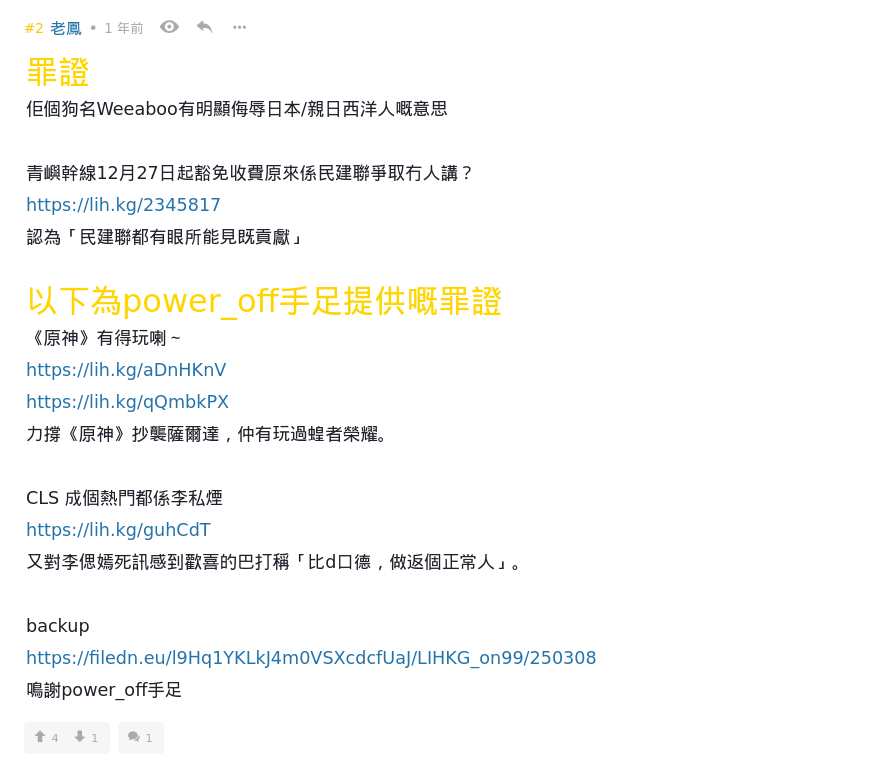 #2 老鳳 • 1 年前
罪證
佢個狗名Weeaboo有明顯侮辱日本/親日西洋人嘅意思
青嶼幹線12月27日起豁免收費原來係民建聯爭取冇人講？
https://lih.kg/2345817
認為「民建聯都有眼所能見既貢獻」
以下為power_off手足提供嘅罪證
《原神》有得玩喇～
https://lih.kg/aDnHKnV
https://lih.kg/qQmbkPX
力撐《原神》抄襲薩爾達，仲有玩過蝗者榮耀。
CLS 成個熱門都係李私煙
https://lih.kg/guhCdT
又對李偲嫣死訊感到歡喜的巴打稱「比d口德，做返個正常人」。
backup
https://filedn.eu/l9Hq1YKLkJ4m0VSXcdcfUaJ/LIHKG_on99/250308
鳴謝power_off手足
4 1 1